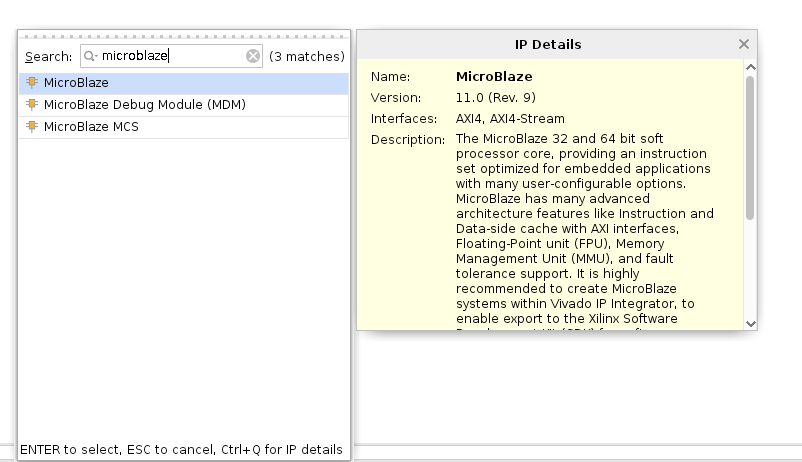 Search: microblaze (3 matches)
MicroBlaze
MicroBlaze Debug Module (MDM)
MicroBlaze MCS
ENTER to select, ESC to cancel, Ctrl+Q for IP details
IP Details
Name: MicroBlaze
Version: 11.0 (Rev. 9)
Interfaces: AXI4, AXI4-Stream
Description: The MicroBlaze 32 and 64 bit soft
processor core, providing an instruction
set optimized for embedded applications
with many user-configurable options.
MicroBlaze has many advanced
architecture features like Instruction and
Data-side cache with AXI interfaces,
Floating-Point unit (FPU), Memory
Management Unit (MMU), and fault
tolerance support. It is highly
recommended to create MicroBlaze
systems within Vivado IP Integrator, to
enable export to the Xilinx Software